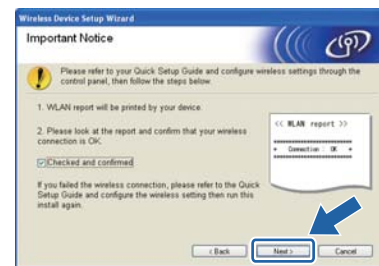 Wireless Device Setup Wizard
Important Notice
Please refer to your Quick Setup Guide and configure wireless settings through the
control panel, then follow the steps below.
1. WLAN report will be printed by your device.
2. Please look at the report and confirm that your wireless
connection is OK.
Checked and confirmed
If you failed the wireless connection, please refer to the Quick
Setup Guide and configure the wireless setting then run this
install again.
<< WLAN report >>
* Connection : OK *
< Back
Next >
Cancel